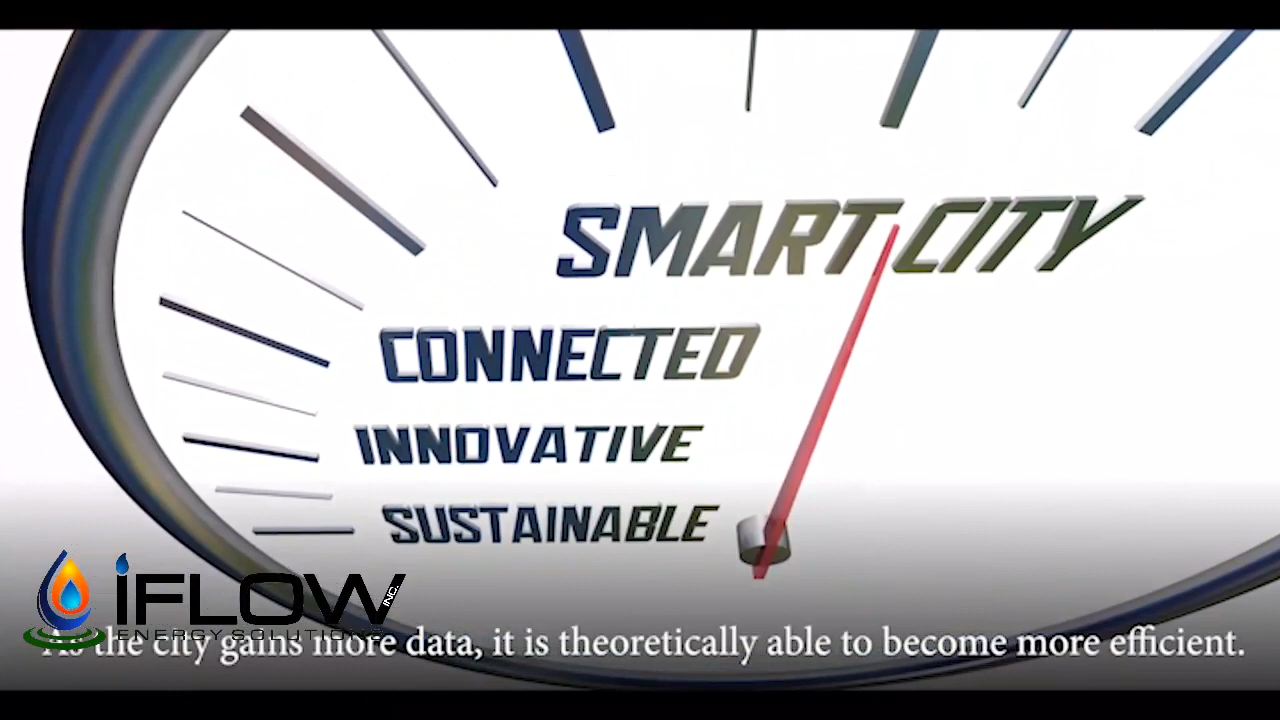 SMART CITY
CONNECTED
INNOVATIVE
SUSTAINABLE
iFLOW INC.
ENERGY SOLUTIONS
As the city gains more data, it is theoretically able to become more efficient.